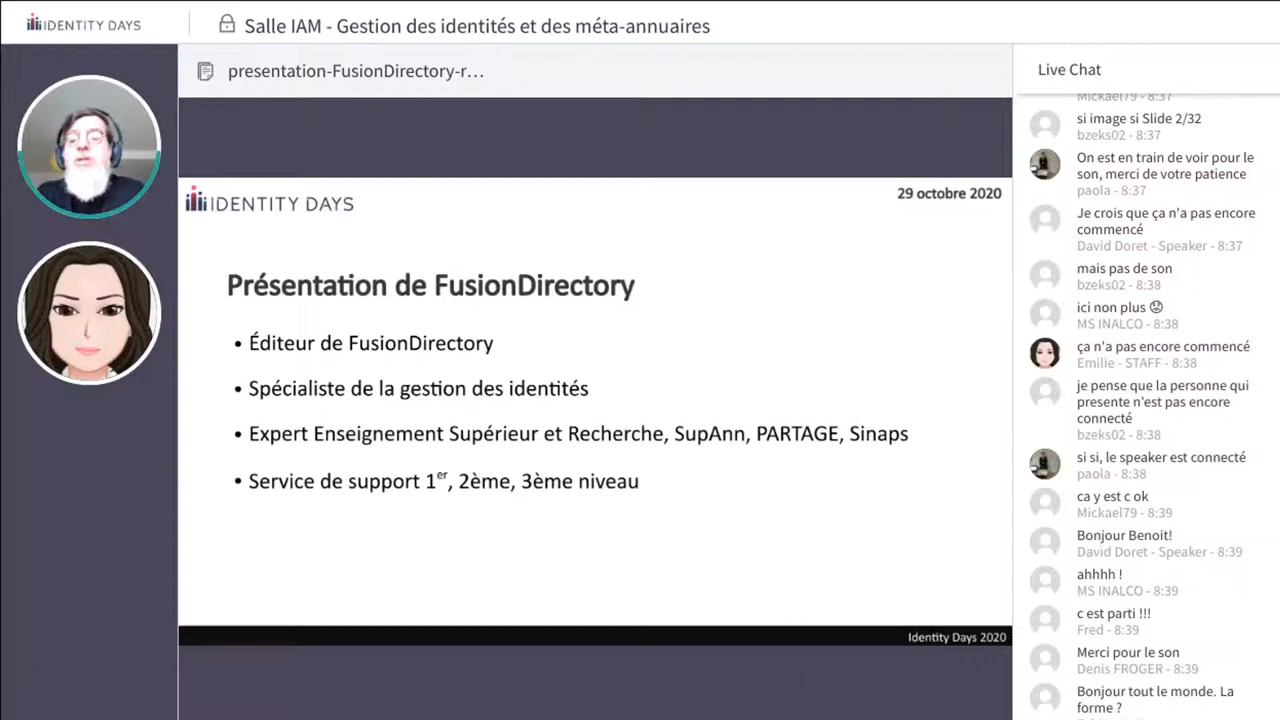 IDENTITY DAYS
Salle IAM - Gestion des identités et des méta-annuaires
presentation-FusionDirectory-r…
IDENTITY DAYS
29 octobre 2020
Présentation de FusionDirectory
• Éditeur de FusionDirectory
• Spécialiste de la gestion des identités
• Expert Enseignement Supérieur et Recherche, SupAnn, PARTAGE, Sinaps
• Service de support 1er, 2ème, 3ème niveau
Identity Days 2020
Live Chat
Mickael79 - 8:37
si image si Slide 2/32
bzeks02 - 8:37
On est en train de voir pour le
son, merci de votre patience
paola - 8:37
Je crois que ça n'a pas encore
commencé
David Doret - Speaker - 8:37
mais pas de son
bzeks02 - 8:38
ici non plus 😟
MS INALCO - 8:38
ça n'a pas encore commencé
Emilie - STAFF - 8:38
je pense que la personne qui
presente n'est pas encore
connecté
bzeks02 - 8:38
si si, le speaker est connecté
paola - 8:38
ca y est c ok
Mickael79 - 8:39
Bonjour Benoit!
David Doret - Speaker - 8:39
ahhhh !
MS INALCO - 8:39
c est parti !!!
Fred - 8:39
Merci pour le son
Denis FROGER - 8:39
Bonjour tout le monde. La
forme ?